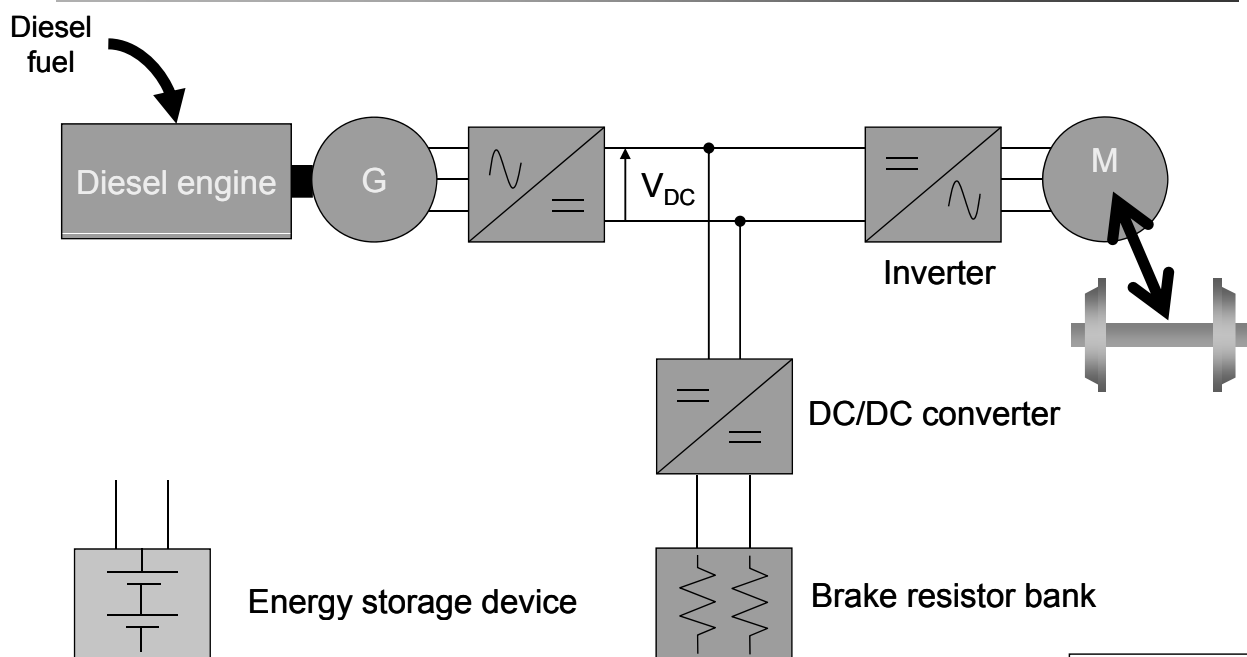 Diesel
fuel
Diesel engine
G
V_DC
M
Inverter
DC/DC converter
Energy storage device
Brake resistor bank